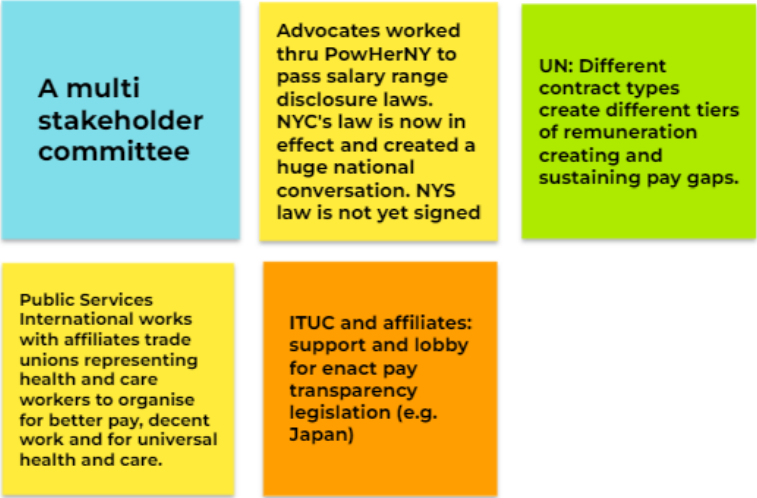 A multi
stakeholder
committee
Advocates worked
thru PowHerNY to
pass salary range
disclosure laws.
NYC's law is now in
effect and created a
huge national
conversation. NYS
law is not yet signed
UN: Different
contract types
create different tiers
of remuneration
creating and
sustaining pay gaps.
Public Services
International works
with affiliates trade
unions representing
health and care
workers to organise
for better pay, decent
work and for universal
health and care.
ITUC and affiliates:
support and lobby
for enact pay
transparency
legislation (e.g.
Japan)